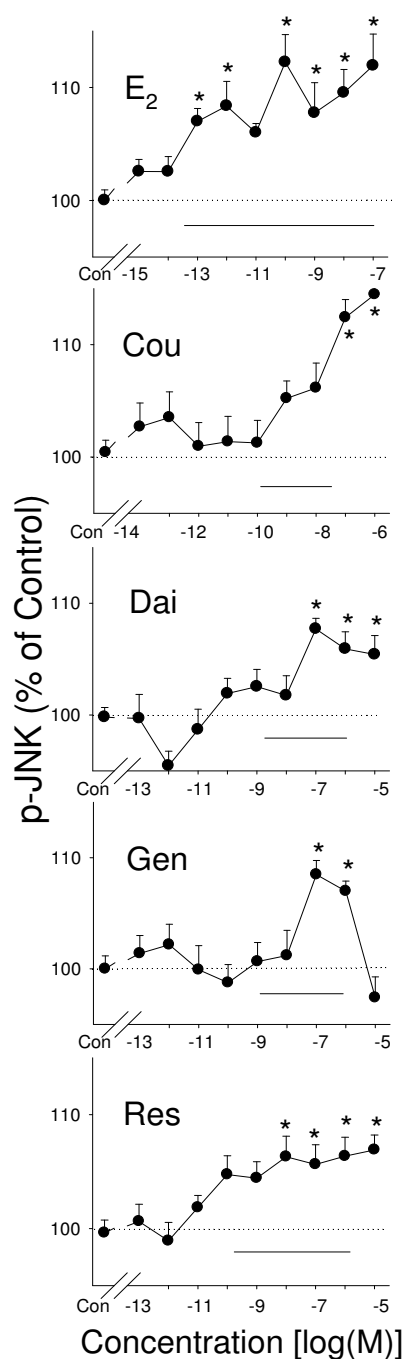 E2
* * * * * *
110
100
Con -15 -13 -11 -9 -7
Cou
* *
110
100
Con -14 -12 -10 -8 -6
Dai
* * *
110
100
Con -13 -11 -9 -7 -5
Gen
* *
110
100
Con -13 -11 -9 -7 -5
Res
* * * *
110
100
Con -13 -11 -9 -7 -5
p-JNK (% of Control)
Concentration [log(M)]